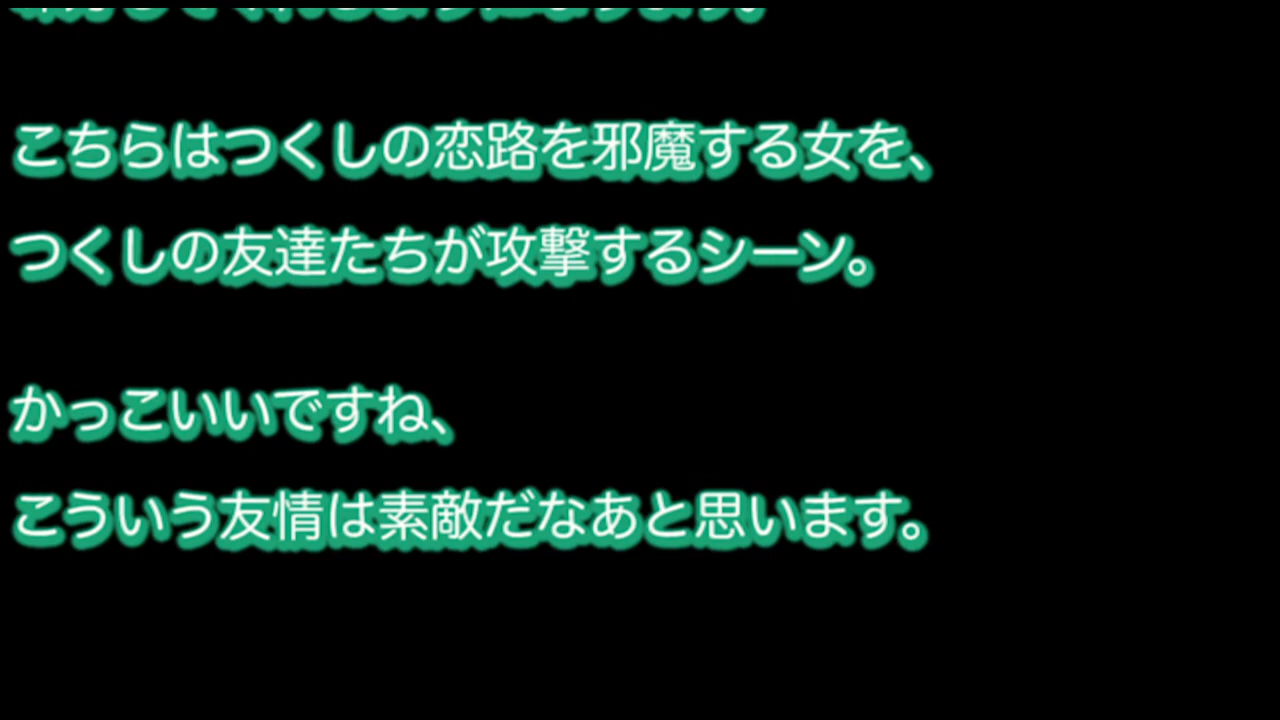 こちらはつくしの恋路を邪魔する女を、
つくしの友達たちが攻撃するシーン。
かっこいいですね、
こういう友情は素敵だなあと思います。